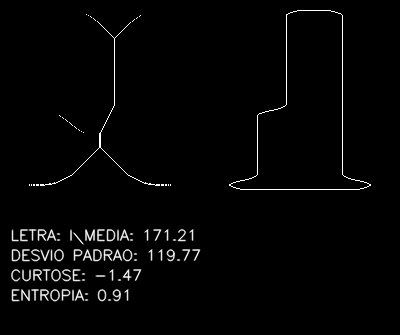 LETRA: I\MEDIA: 171.21
DESVIO PADRAO: 119.77
CURTOSE: -1.47
ENTROPIA: 0.91